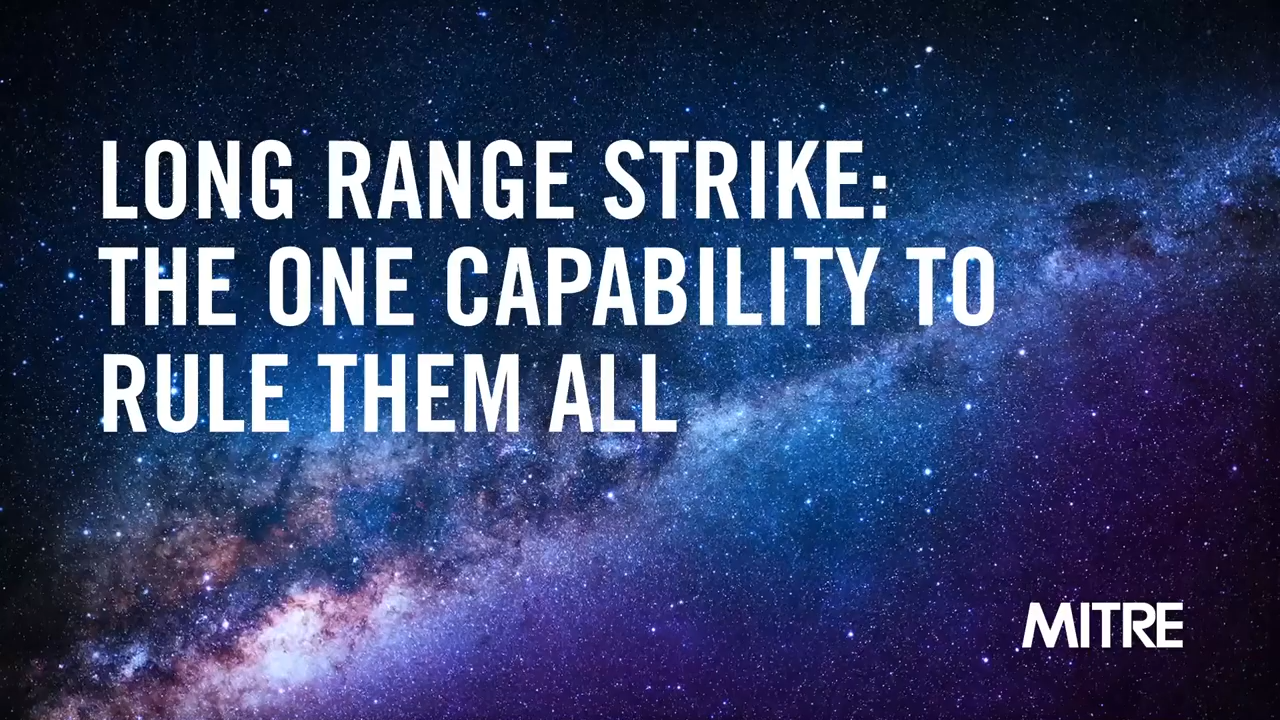 LONG RANGE STRIKE:
THE ONE CAPABILITY TO
RULE THEM ALL
MITRE